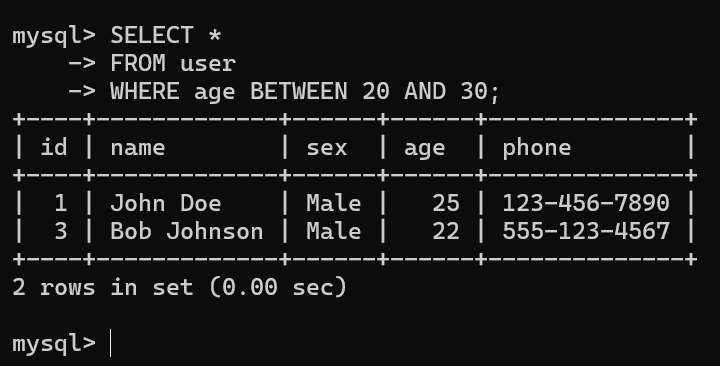 mysql> SELECT *
    -> FROM user
    -> WHERE age BETWEEN 20 AND 30;
+----+-------------+------+------+--------------+
| id | name        | sex  | age  | phone        |
+----+-------------+------+------+--------------+
|  1 | John Doe    | Male |   25 | 123-456-7890 |
|  3 | Bob Johnson | Male |   22 | 555-123-4567 |
+----+-------------+------+------+--------------+
2 rows in set (0.00 sec)

mysql>